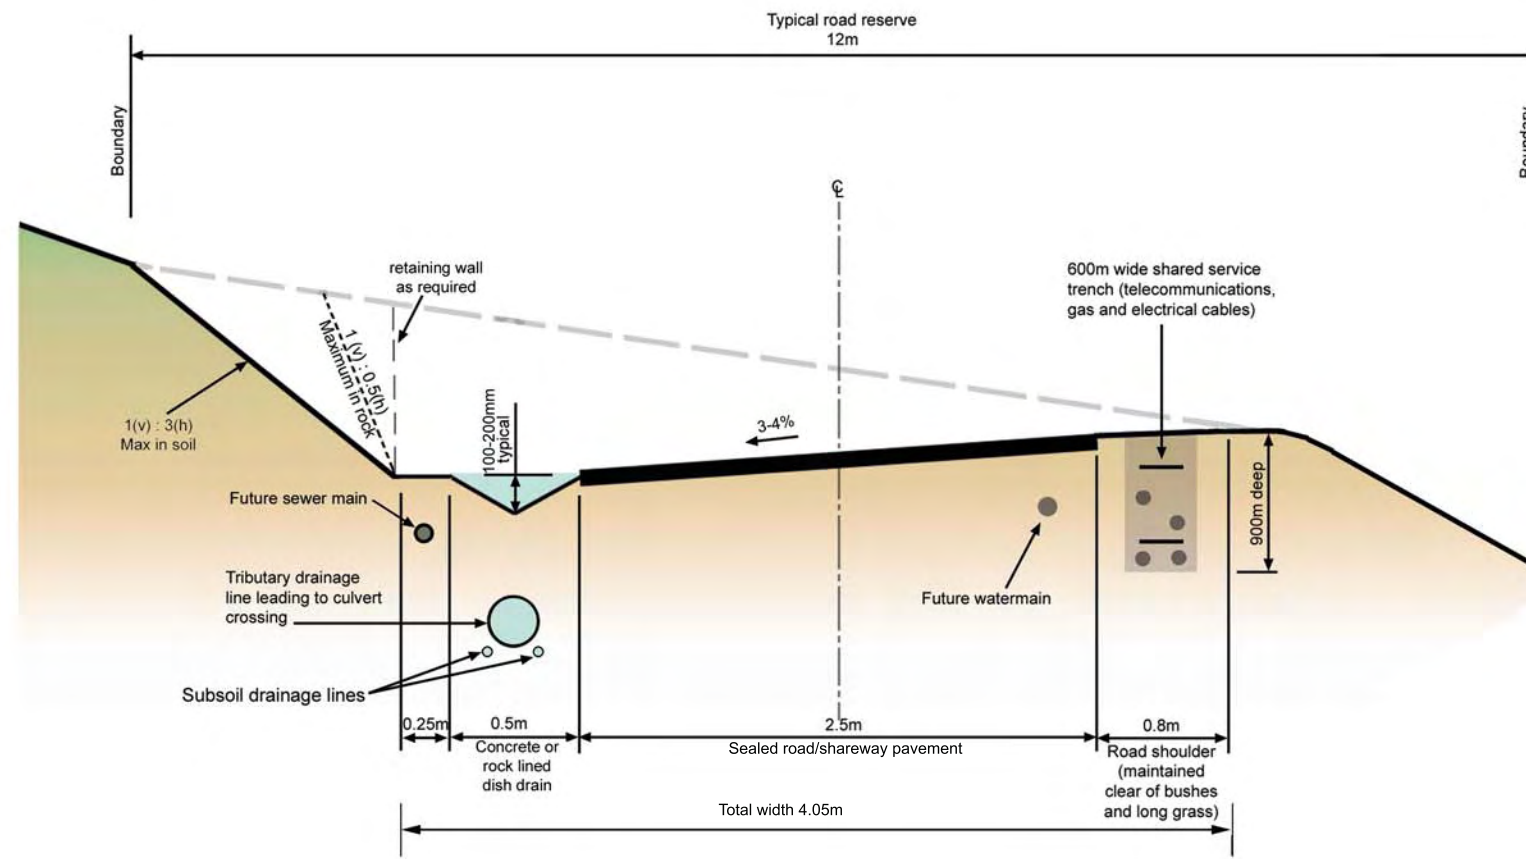 Typical road reserve
12m
Boundary
Boundary
℄
retaining wall
as required
600m wide shared service
trench (telecommunications,
gas and electrical cables)
1 (v) : 0.5(h)
Maximum in rock
1(v) : 3(h)
Max in soil
100-200mm
typical
3-4%
Future sewer main
900m deep
Tributary drainage
line leading to culvert
crossing
Future watermain
Subsoil drainage lines
0.25m
0.5m
2.5m
0.8m
Concrete or
rock lined
dish drain
Sealed road/shareway pavement
Road shoulder
(maintained
clear of bushes
and long grass)
Total width 4.05m